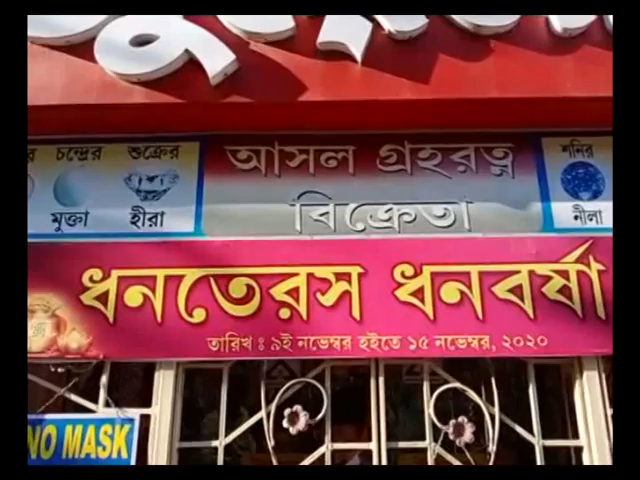 চন্দ্রের শুক্রের
মুক্তা হীরা
আসল গ্রহরত্ন
বিক্রেতা
শনির
নীলা
ধনতেরস ধনবর্ষা
তারিখ : ৯ই নভেম্বর হইতে ১৫ নভেম্বর, ২০২০
NO MASK